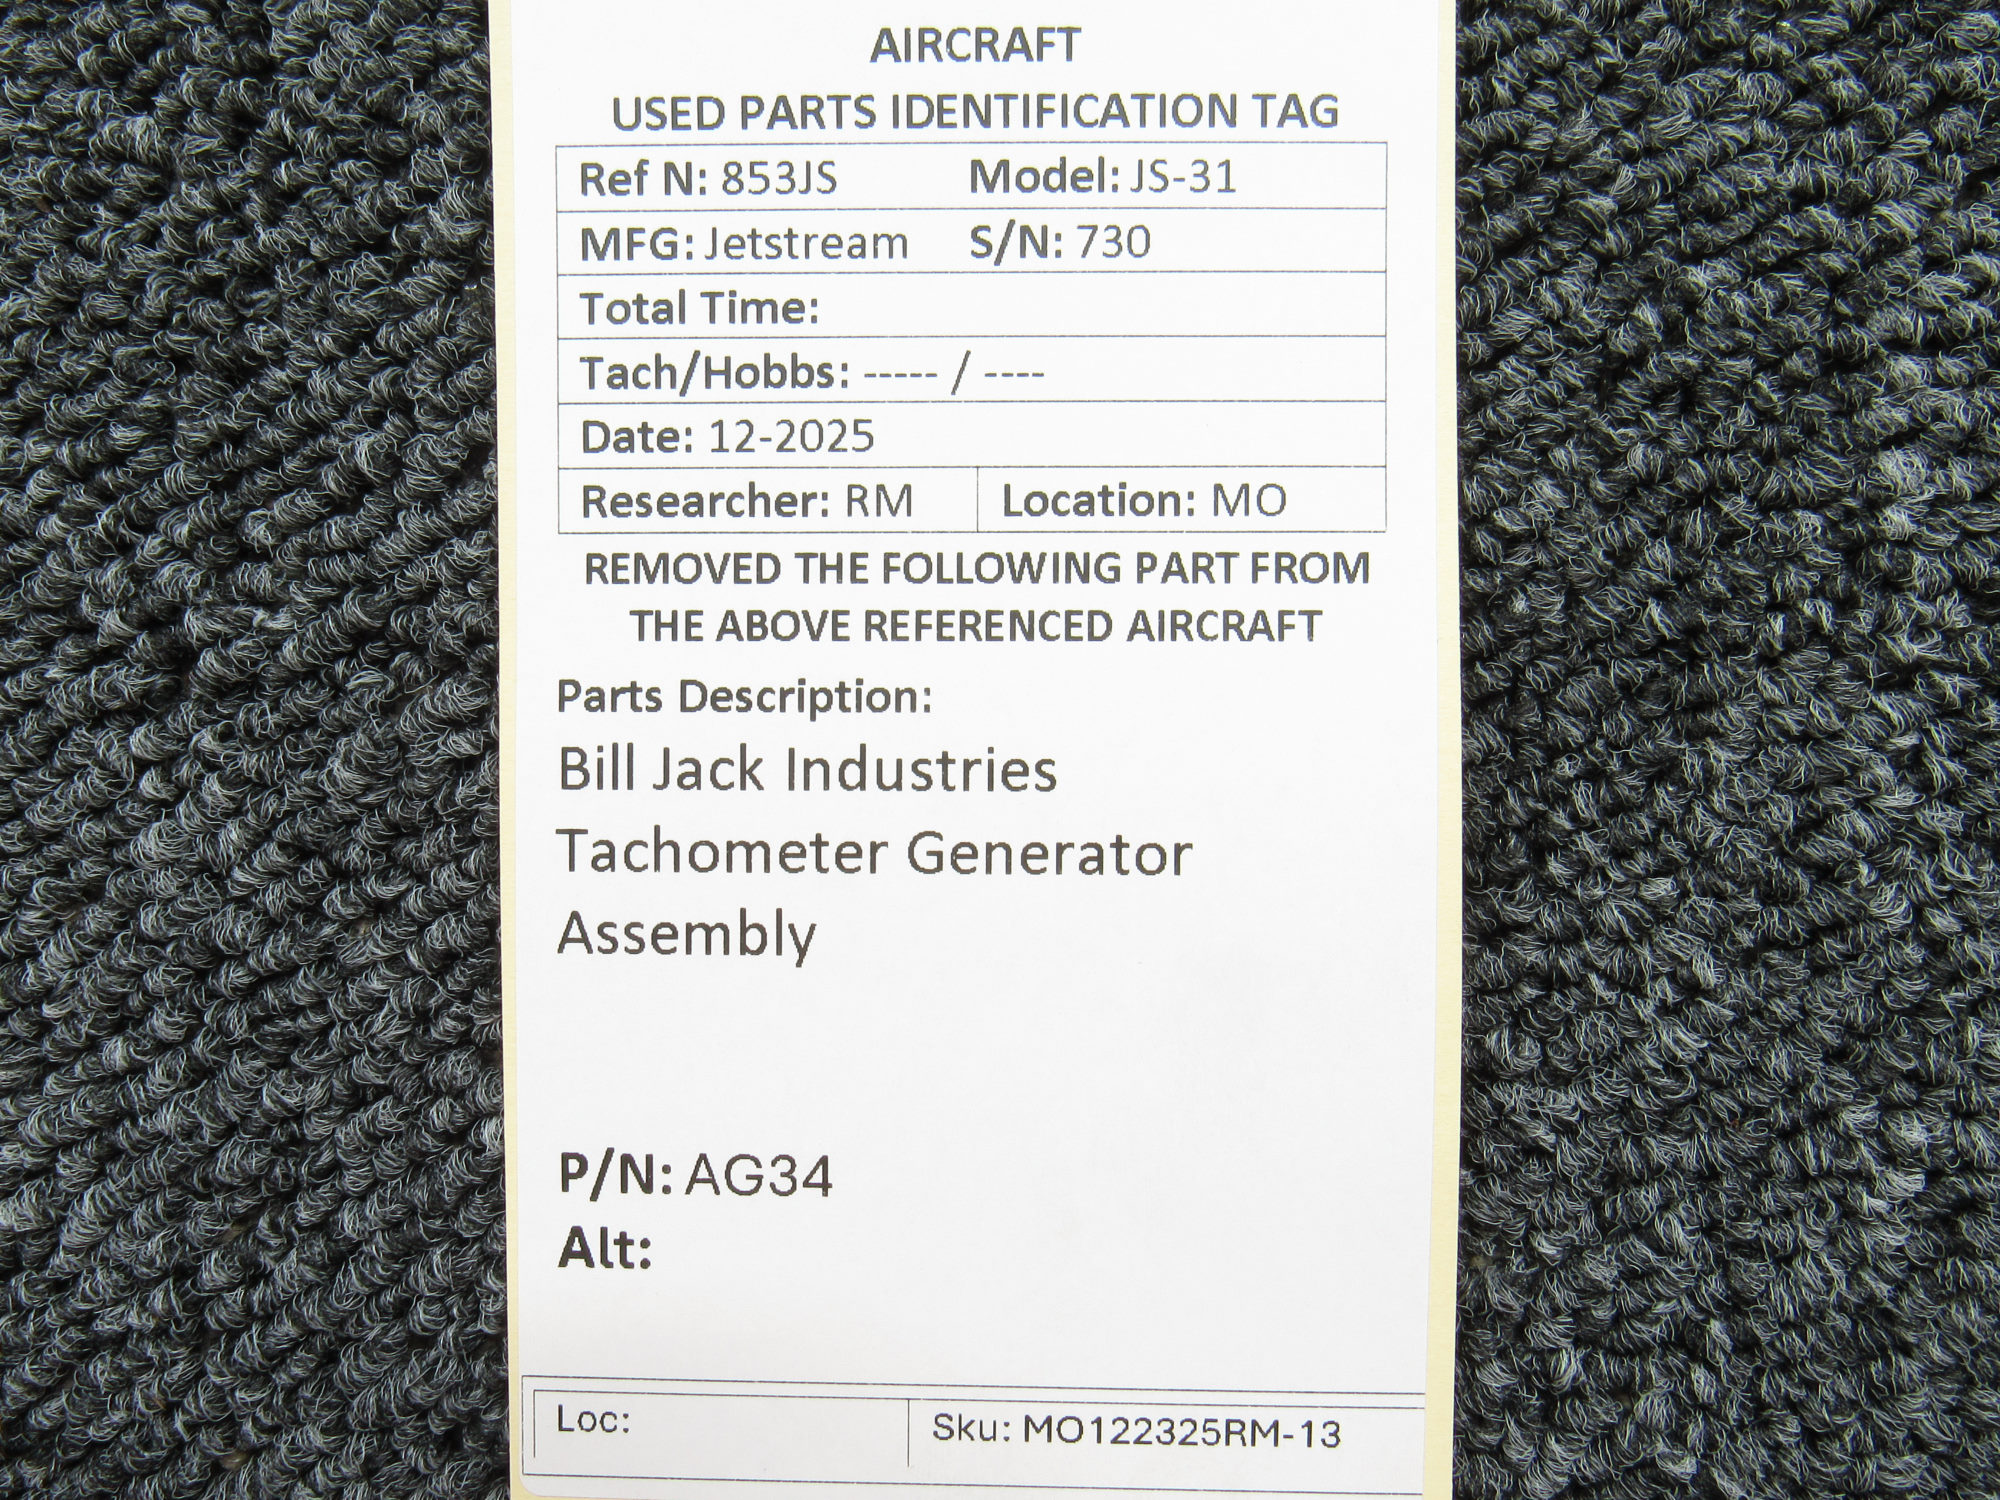 AIRCRAFT
USED PARTS IDENTIFICATION TAG
Ref N: 853JS Model: JS-31
MFG: Jetstream S/N: 730
Total Time:
Tach/Hobbs: ----- / ----
Date: 12-2025
Researcher: RM Location: MO
REMOVED THE FOLLOWING PART FROM
THE ABOVE REFERENCED AIRCRAFT
Parts Description:
Bill Jack Industries
Tachometer Generator
Assembly
P/N: AG34
Alt:
Loc: Sku: MO122325RM-13